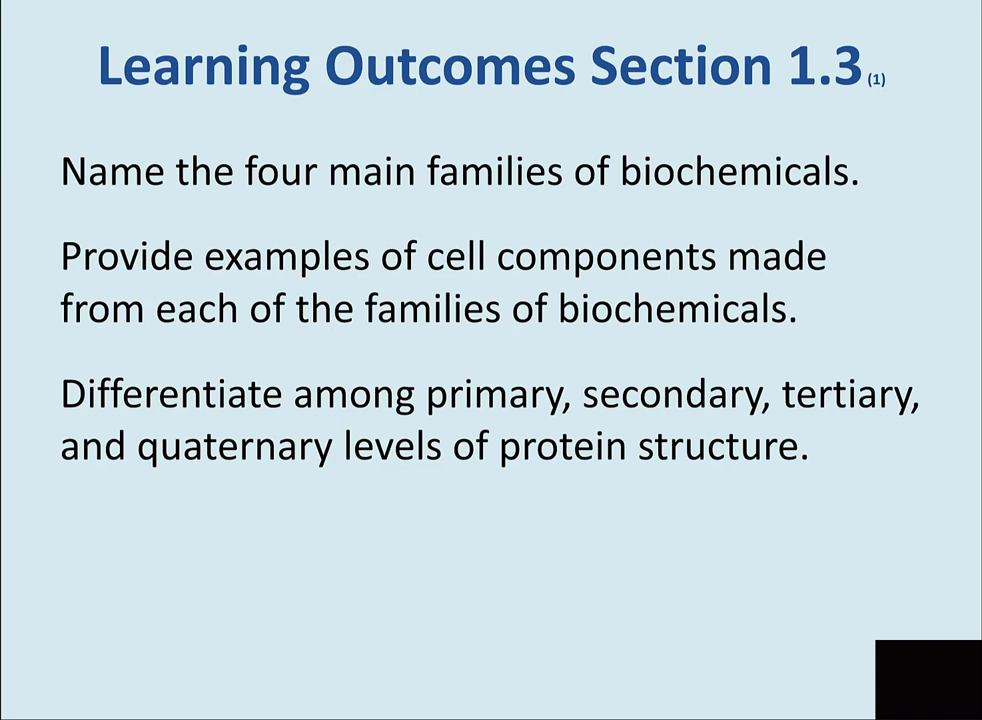 Learning Outcomes Section 1.3 (1)
Name the four main families of biochemicals.
Provide examples of cell components made
from each of the families of biochemicals.
Differentiate among primary, secondary, tertiary,
and quaternary levels of protein structure.